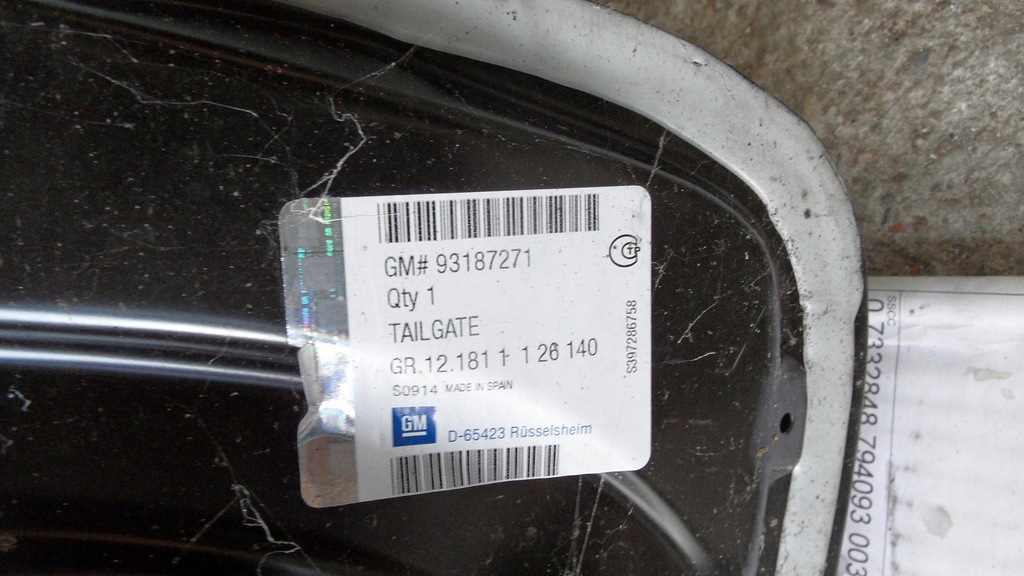 GM# 93187271
Qty 1
TAILGATE
GR.12.181 1 1 26 140
S0914 MADE IN SPAIN
GM
D-65423 Rüsselsheim
S397286758
SSCC
0 7332848 794093 003